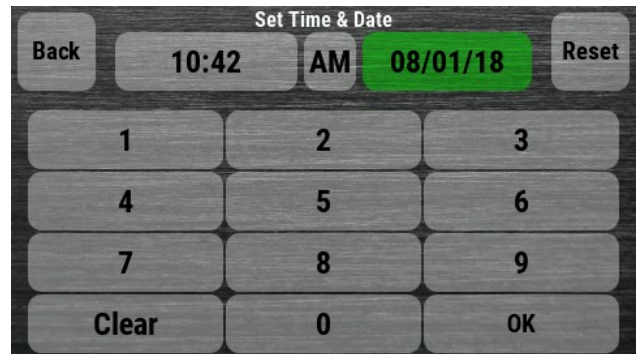 Set Time & Date
Back 10:42 AM 08/01/18 Reset
1 2 3
4 5 6
7 8 9
Clear 0 OK